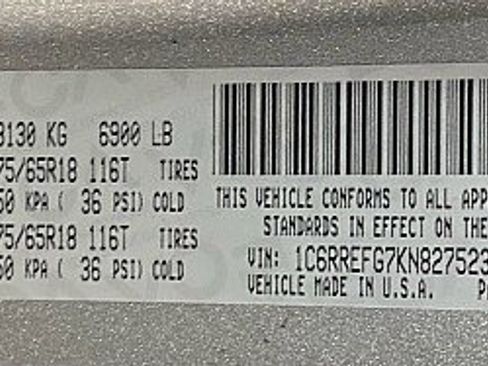 3130 KG 6900 LB
75/65R18 116T TIRES
50 KPA ( 36 PSI) COLD
75/65R18 116T TIRES
50 KPA ( 36 PSI) COLD
THIS VEHICLE CONFORMS TO ALL APP
STANDARDS IN EFFECT ON THE
VIN: 1C6RREFG7KN827523
VEHICLE MADE IN U.S.A.